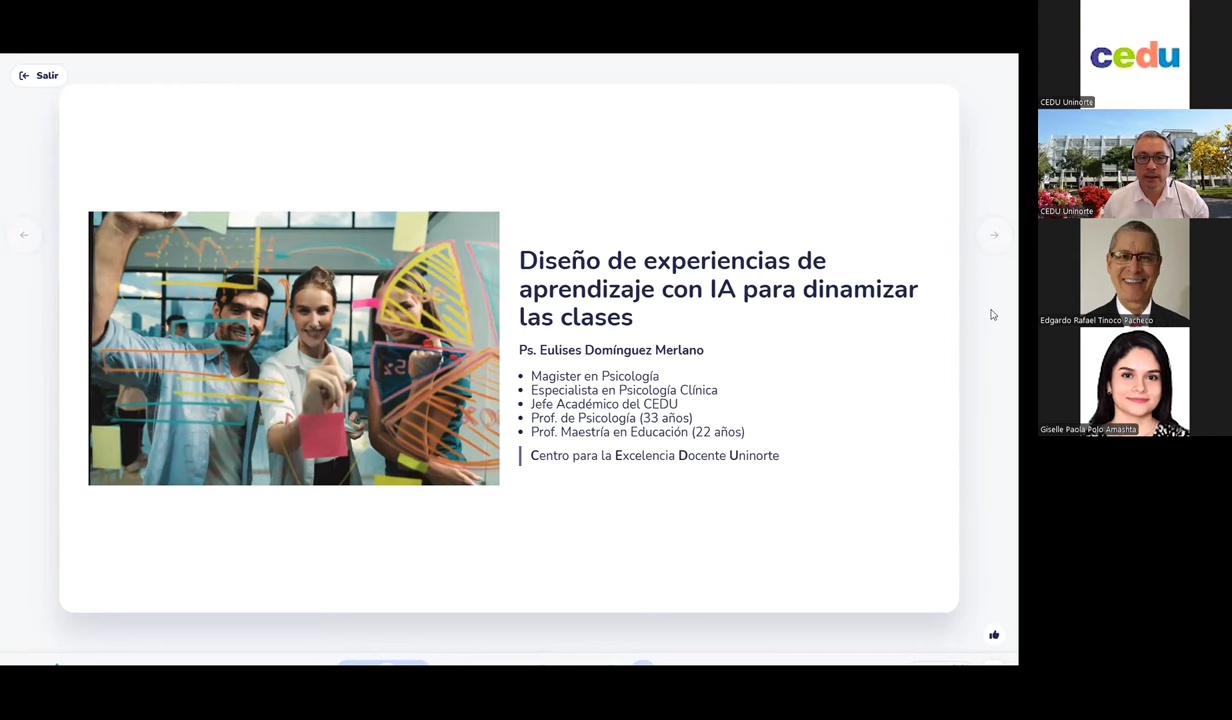 Salir
Diseño de experiencias de
aprendizaje con IA para dinamizar
las clases
Ps. Eulises Domínguez Merlano
Magister en Psicología
Especialista en Psicología Clínica
Jefe Académico del CEDU
Prof. de Psicología (33 años)
Prof. Maestría en Educación (22 años)
Centro para la Excelencia Docente Uninorte
cedu
CEDU Uninorte
CEDU Uninorte
Edgardo Rafael Tinoco Pacheco
Giselle Paola Polo Amashta